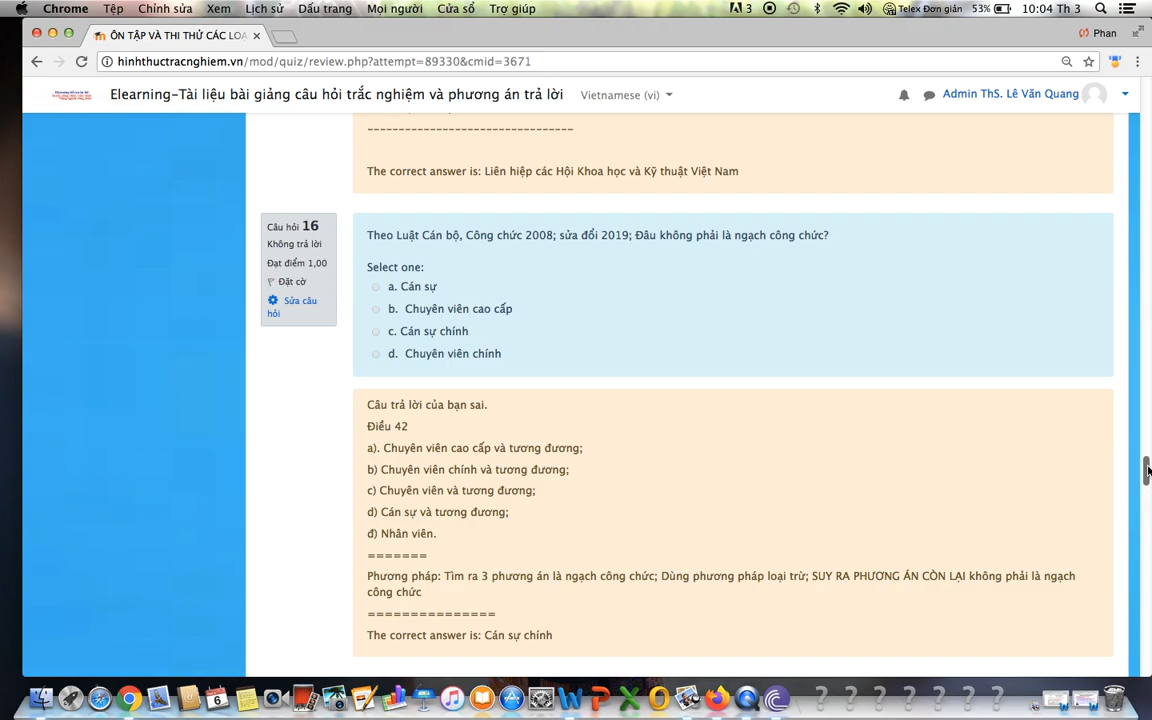 Chrome Tệp Chỉnh sửa Xem Lịch sử Dấu trang Mọi người Cửa sổ Trợ giúp 3 Telex Đơn giản 53% 10:04 Th 3
ÔN TẬP VÀ THI THỬ CÁC LOẠ Phan
hinhthuctracnghiem.vn/mod/quiz/review.php?attempt=89330&cmid=3671
Elearning-Tài liệu bài giảng câu hỏi trắc nghiệm và phương án trả lời Vietnamese (vi) Admin ThS. Lê Văn Quang
---------------------------------
The correct answer is: Liên hiệp các Hội Khoa học và Kỹ thuật Việt Nam
Câu hỏi 16
Không trả lời
Đạt điểm 1,00
Đặt cờ
Sửa câu
hỏi
Theo Luật Cán bộ, Công chức 2008; sửa đổi 2019; Đâu không phải là ngạch công chức?
Select one:
a. Cán sự
b. Chuyên viên cao cấp
c. Cán sự chính
d. Chuyên viên chính
Câu trả lời của bạn sai.
Điều 42
a). Chuyên viên cao cấp và tương đương;
b) Chuyên viên chính và tương đương;
c) Chuyên viên và tương đương;
d) Cán sự và tương đương;
đ) Nhân viên.
=======
Phương pháp: Tìm ra 3 phương án là ngạch công chức; Dùng phương pháp loại trừ; SUY RA PHƯƠNG ÁN CÒN LẠI không phải là ngạch
công chức
===============
The correct answer is: Cán sự chính
6